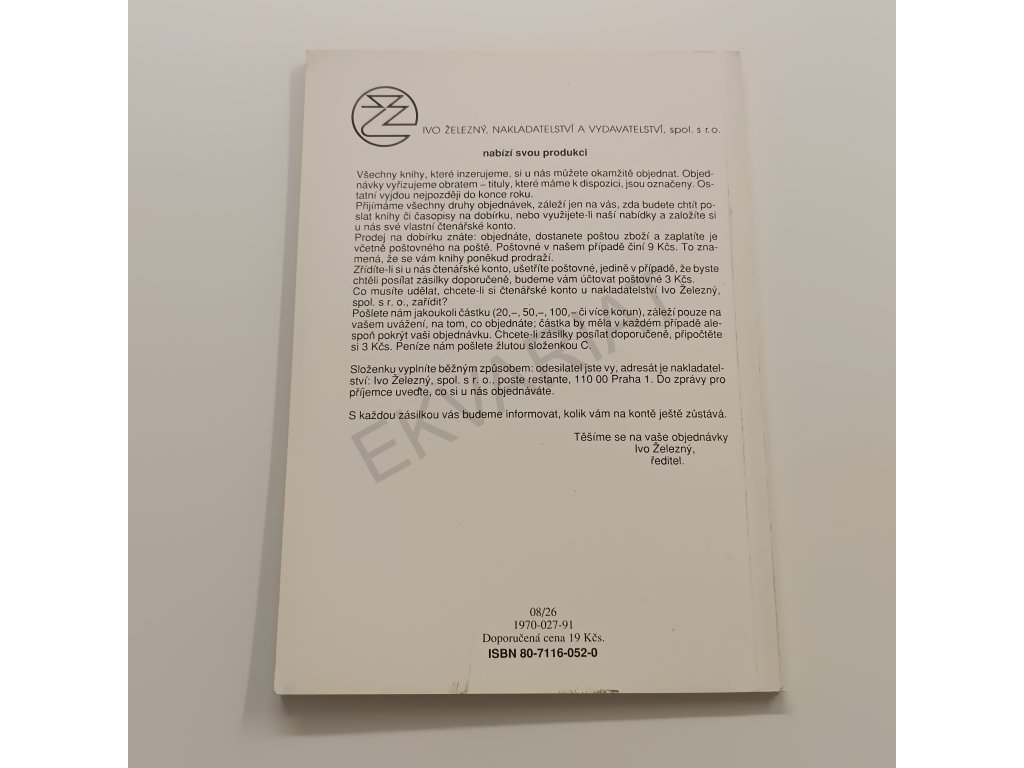 IVO ŽELEZNÝ, NAKLADATELSTVÍ A VYDAVATELSTVÍ, spol. s r.o.
nabízí svou produkci
Všechny knihy, které inzerujeme, si u nás můžete okamžitě objednat. Objed-
návky vyřizujeme obratem – tituly, které máme k dispozici, jsou označeny. Os-
tatní vyjdou nejpozději do konce roku.
Přijímáme všechny druhy objednávek, záleží jen na vás, zda budete chtít po-
slat knihy či časopisy na dobírku, nebo využijete-li naší nabídky a založíte si
u nás své vlastní čtenářské konto.
Prodej na dobírku znáte: objednáte, dostanete poštou zboží a zaplatíte je
včetně poštovného na poště. Poštovné v našem případě činí 9 Kčs. To zna-
mená, že se vám knihy poněkud prodraží.
Zřídíte-li si u nás čtenářské konto, ušetříte poštovné, jedině v případě, že byste
chtěli posílat zásilky doporučeně, budeme vám účtovat poštovné 3 Kčs.
Co musíte udělat, chcete-li si čtenářské konto u nakladatelství Ivo Železný,
spol. s r. o., zařídit?
Pošlete nám jakoukoli částku (20,–, 50,–, 100,– či více korun), záleží pouze na
vašem uvážení, na tom, co objednáte; částka by měla v každém případě ale-
spoň pokrýt vaši objednávku. Chcete-li zásilky posílat doporučeně, připočtěte
si 3 Kčs. Peníze nám pošlete žlutou složenkou C.
Složenku vyplníte běžným způsobem: odesilatel jste vy, adresát je nakladatel-
ství: Ivo Železný, spol. s r. o., poste restante, 110 00 Praha 1. Do zprávy pro
příjemce uveďte, co si u nás objednáváte.
S každou zásilkou vás budeme informovat, kolik vám na kontě ještě zůstává.
Těšíme se na vaše objednávky
Ivo Železný,
ředitel.
EKVARIAT
08/26
1970-027-91
Doporučená cena 19 Kčs.
ISBN 80-7116-052-0